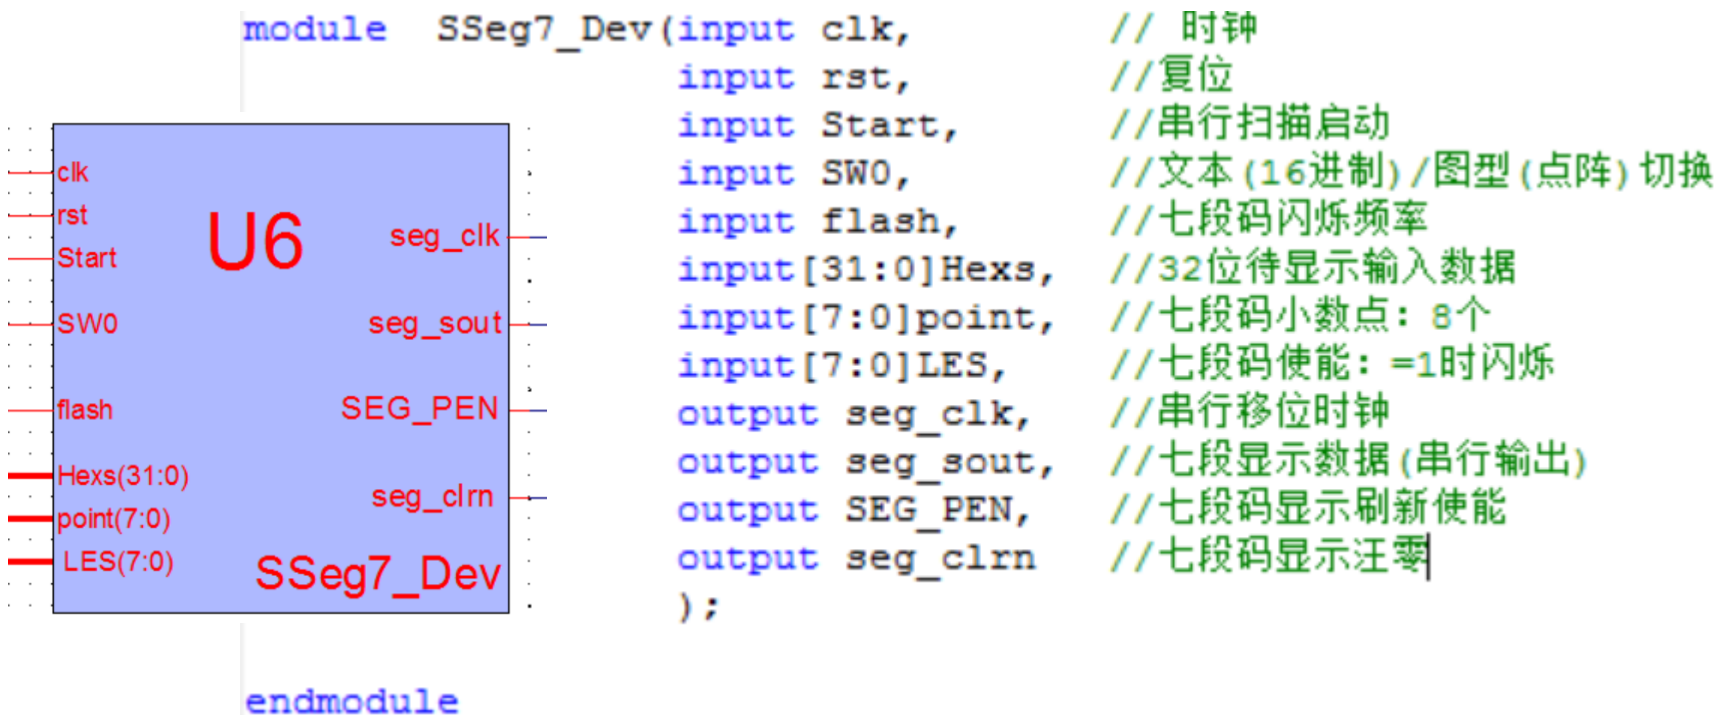 module SSeg7_Dev(input clk, // 时钟
input rst, //复位
input Start, //串行扫描启动
input SW0, //文本(16进制)/图型(点阵)切换
input flash, //七段码闪烁频率
input[31:0]Hexs, //32位待显示输入数据
input[7:0]point, //七段码小数点：8个
input[7:0]LES, //七段码使能：=1时闪烁
output seg_clk, //串行移位时钟
output seg_sout, //七段显示数据(串行输出)
output SEG_PEN, //七段码显示刷新使能
output seg_clrn //七段码显示汪零
);
endmodule
clk
rst
Start
SW0
flash
Hexs(31:0)
point(7:0)
LES(7:0)
U6
seg_clk
seg_sout
SEG_PEN
seg_clrn
SSeg7_Dev